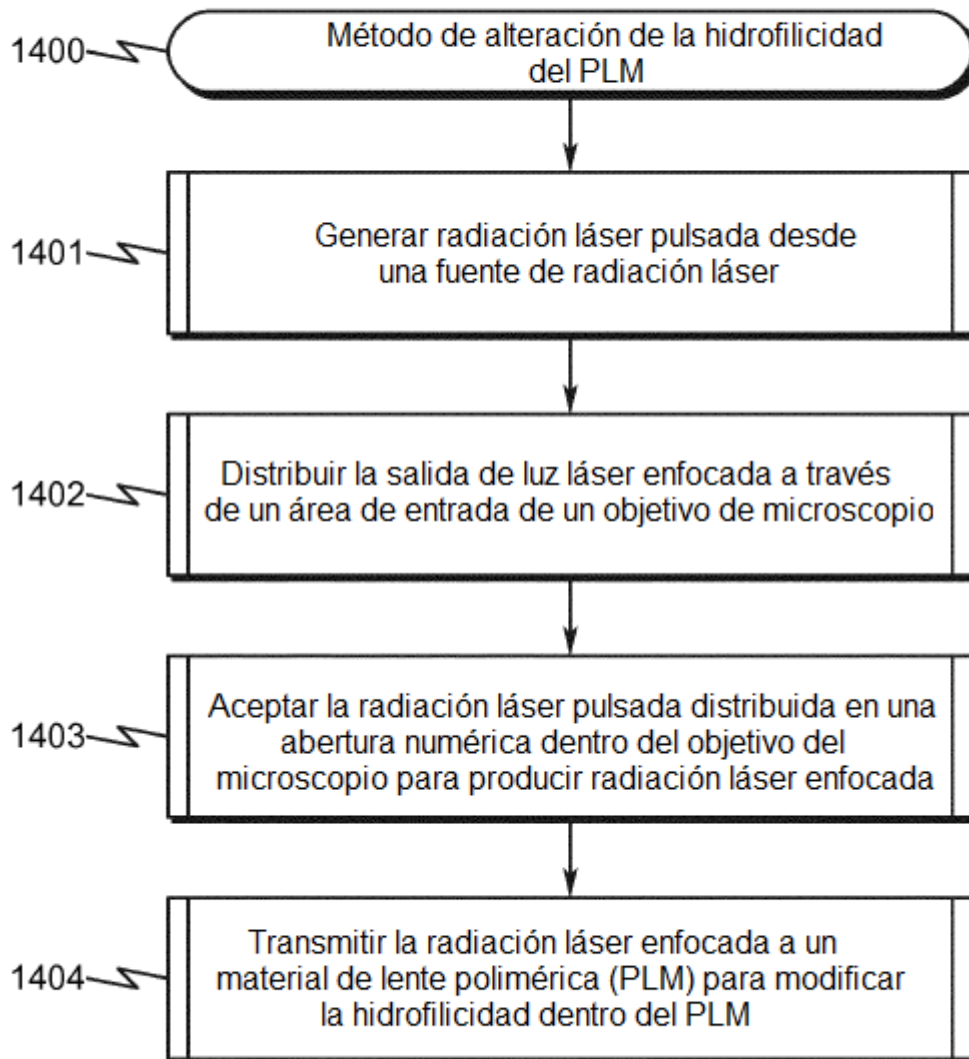 1400
Método de alteración de la hidrofilicidad
del PLM
1401
Generar radiación láser pulsada desde
una fuente de radiación láser
1402
Distribuir la salida de luz láser enfocada a través
de un área de entrada de un objetivo de microscopio
1403
Aceptar la radiación láser pulsada distribuida en una
abertura numérica dentro del objetivo del
microscopio para producir radiación láser enfocada
1404
Transmitir la radiación láser enfocada a un
material de lente polimérica (PLM) para modificar
la hidrofilicidad dentro del PLM